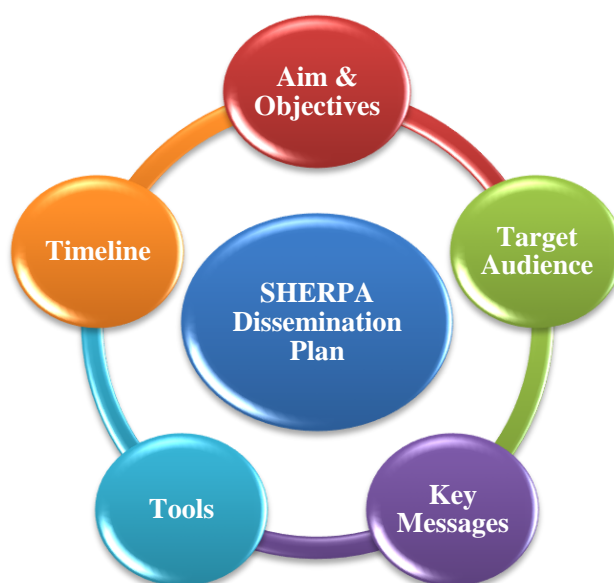 Aim &
Objectives
Timeline
Target
Audience
SHERPA
Dissemination
Plan
Tools
Key
Messages